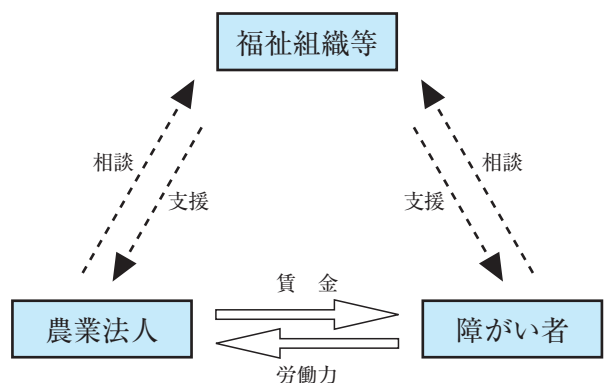 福祉組織等
相談
相談
支援
支援
賃　金
農業法人
障がい者
労働力